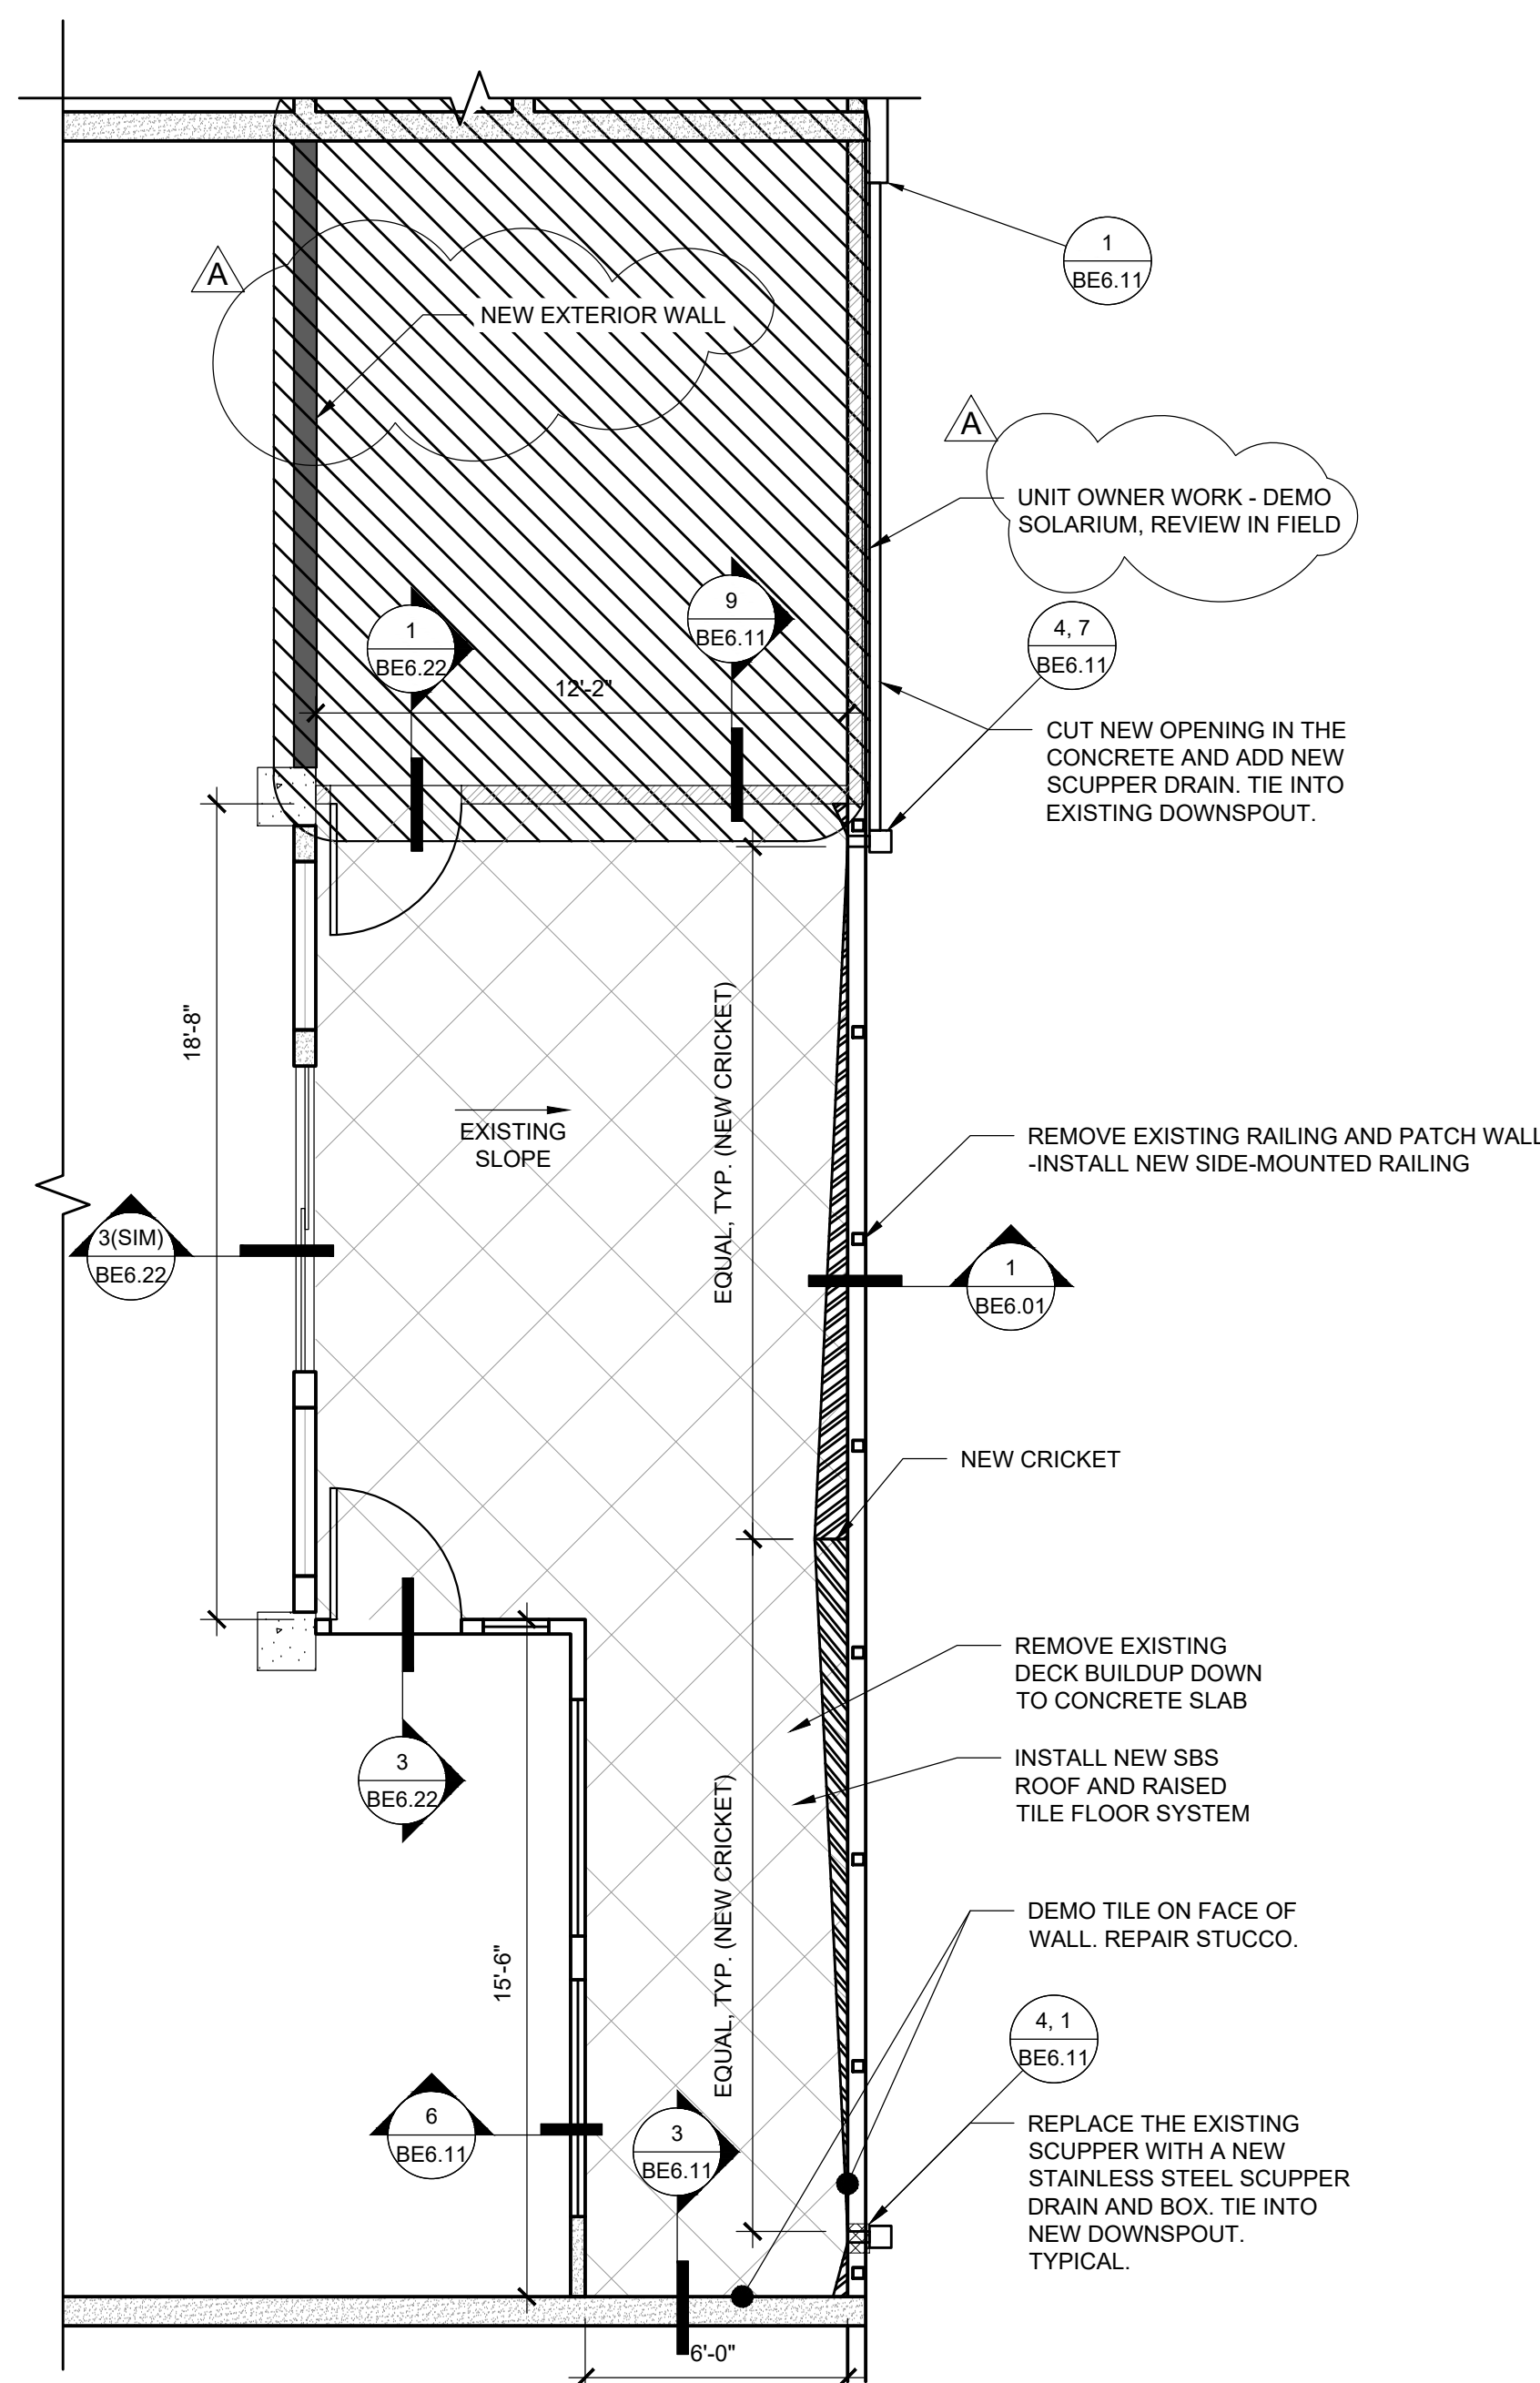 1
BE6.11
A
NEW EXTERIOR WALL
A
UNIT OWNER WORK - DEMO
SOLARIUM, REVIEW IN FIELD
9
BE6.11
1
BE6.22
4, 7
BE6.11
12'-2"
CUT NEW OPENING IN THE
CONCRETE AND ADD NEW
SCUPPER DRAIN. TIE INTO
EXISTING DOWNSPOUT.
18'-8"
EQUAL, TYP. (NEW CRICKET)
EXISTING
SLOPE
REMOVE EXISTING RAILING AND PATCH WALL
-INSTALL NEW SIDE-MOUNTED RAILING
3(SIM)
BE6.22
1
BE6.01
NEW CRICKET
REMOVE EXISTING
DECK BUILDUP DOWN
TO CONCRETE SLAB
3
BE6.22
INSTALL NEW SBS
ROOF AND RAISED
TILE FLOOR SYSTEM
EQUAL, TYP. (NEW CRICKET)
15'-6"
DEMO TILE ON FACE OF
WALL. REPAIR STUCCO.
4, 1
BE6.11
6
BE6.11
3
BE6.11
REPLACE THE EXISTING
SCUPPER WITH A NEW
STAINLESS STEEL SCUPPER
DRAIN AND BOX. TIE INTO
NEW DOWNSPOUT.
TYPICAL.
6'-0"